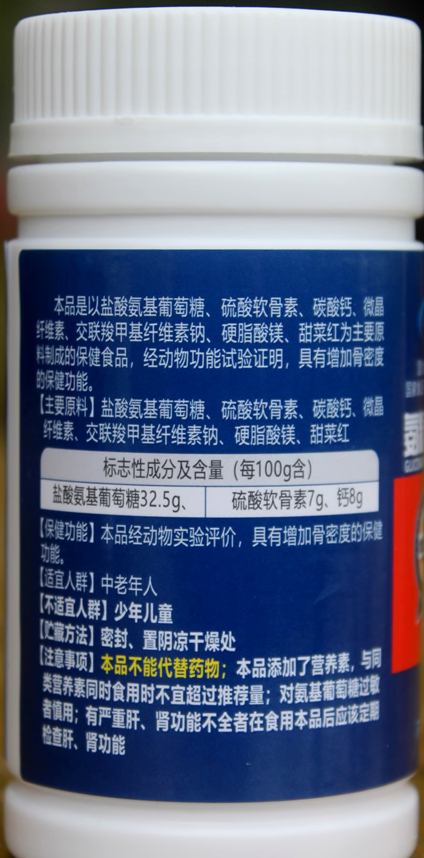 本品是以盐酸氨基葡萄糖、硫酸软骨素、碳酸钙、微晶
纤维素、交联羧甲基纤维素钠、硬脂酸镁、甜菜红为主要原
料制成的保健食品，经动物功能试验证明，具有增加骨密度
的保健功能。
【主要原料】盐酸氨基葡萄糖、硫酸软骨素、碳酸钙、微晶
纤维素、交联羧甲基纤维素钠、硬脂酸镁、甜菜红
标志性成分及含量（每100g含）
盐酸氨基葡萄糖32.5g、 硫酸软骨素7g、钙8g
【保健功能】本品经动物实验评价，具有增加骨密度的保健
功能。
【适宜人群】中老年人
【不适宜人群】少年儿童
【贮藏方法】密封、置阴凉干燥处
【注意事项】本品不能代替药物；本品添加了营养素，与同
类营养素同时食用时不宜超过推荐量；对氨基葡萄糖过敏
者慎用；有严重肝、肾功能不全者在食用本品后应该定期
检查肝、肾功能